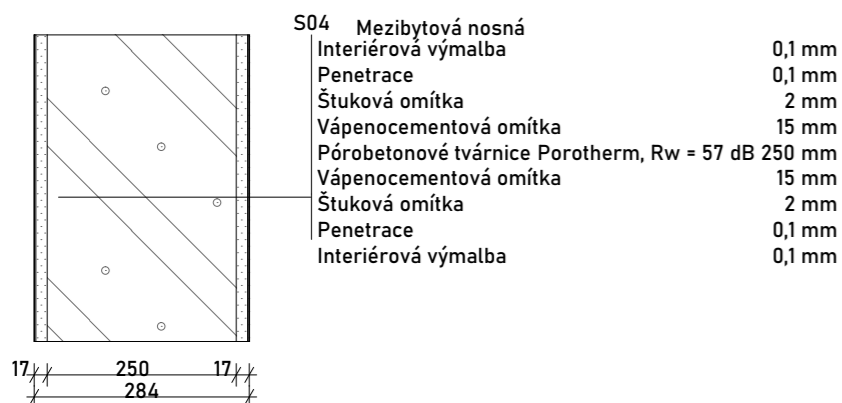 S04 Mezibytová nosná
Interiérová výmalba 0,1 mm
Penetrace 0,1 mm
Štuková omítka 2 mm
Vápenocementová omítka 15 mm
Pórobetonové tvárnice Porotherm, Rw = 57 dB 250 mm
Vápenocementová omítka 15 mm
Štuková omítka 2 mm
Penetrace 0,1 mm
Interiérová výmalba 0,1 mm
17 250 17
284